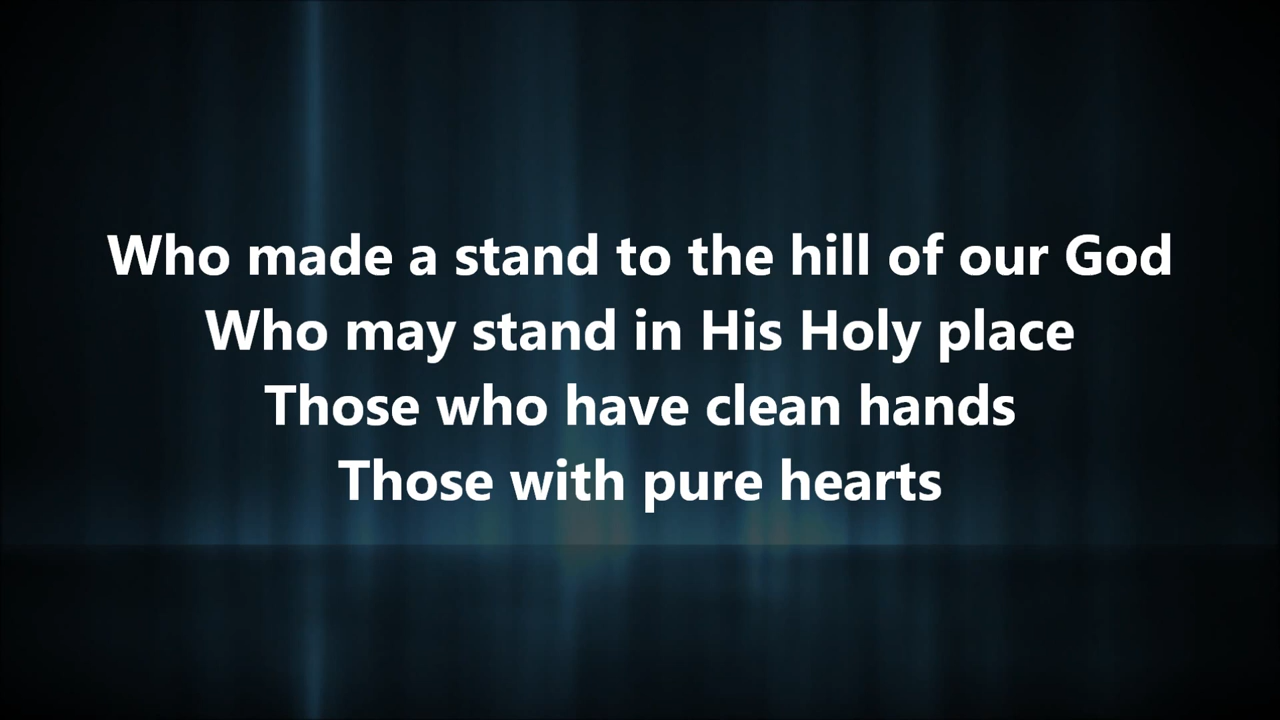 Who made a stand to the hill of our God
Who may stand in His Holy place
Those who have clean hands
Those with pure hearts